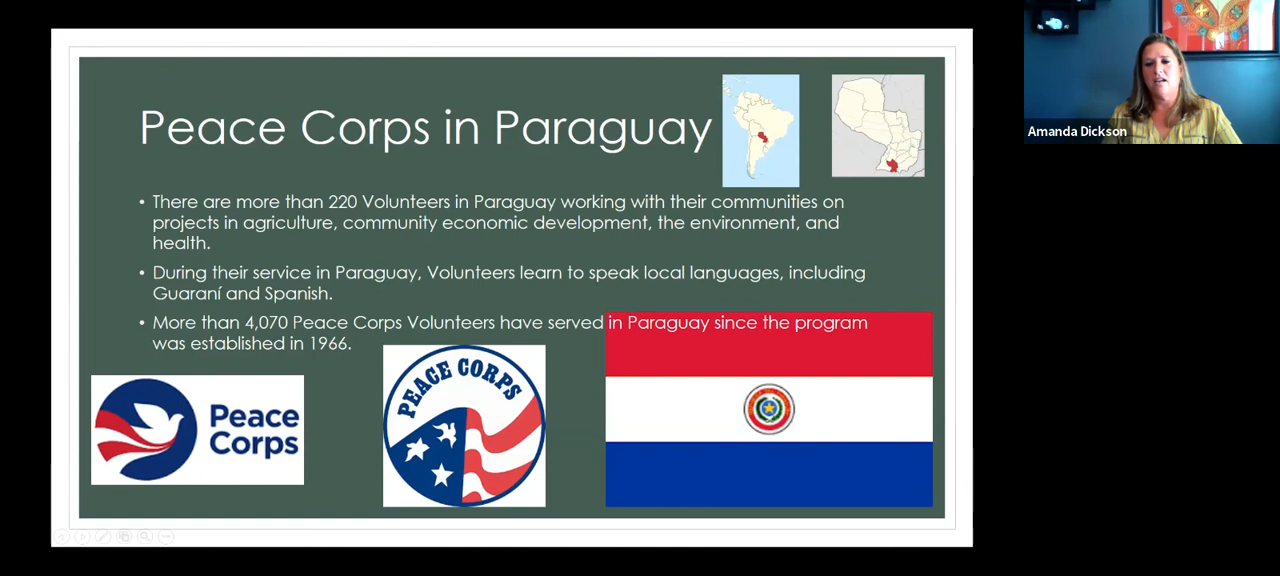 Peace Corps in Paraguay
• There are more than 220 Volunteers in Paraguay working with their communities on
projects in agriculture, community economic development, the environment, and
health.
• During their service in Paraguay, Volunteers learn to speak local languages, including
Guaraní and Spanish.
• More than 4,070 Peace Corps Volunteers have served in Paraguay since the program
was established in 1966.
Peace
Corps
PEACE CORPS
Amanda Dickson